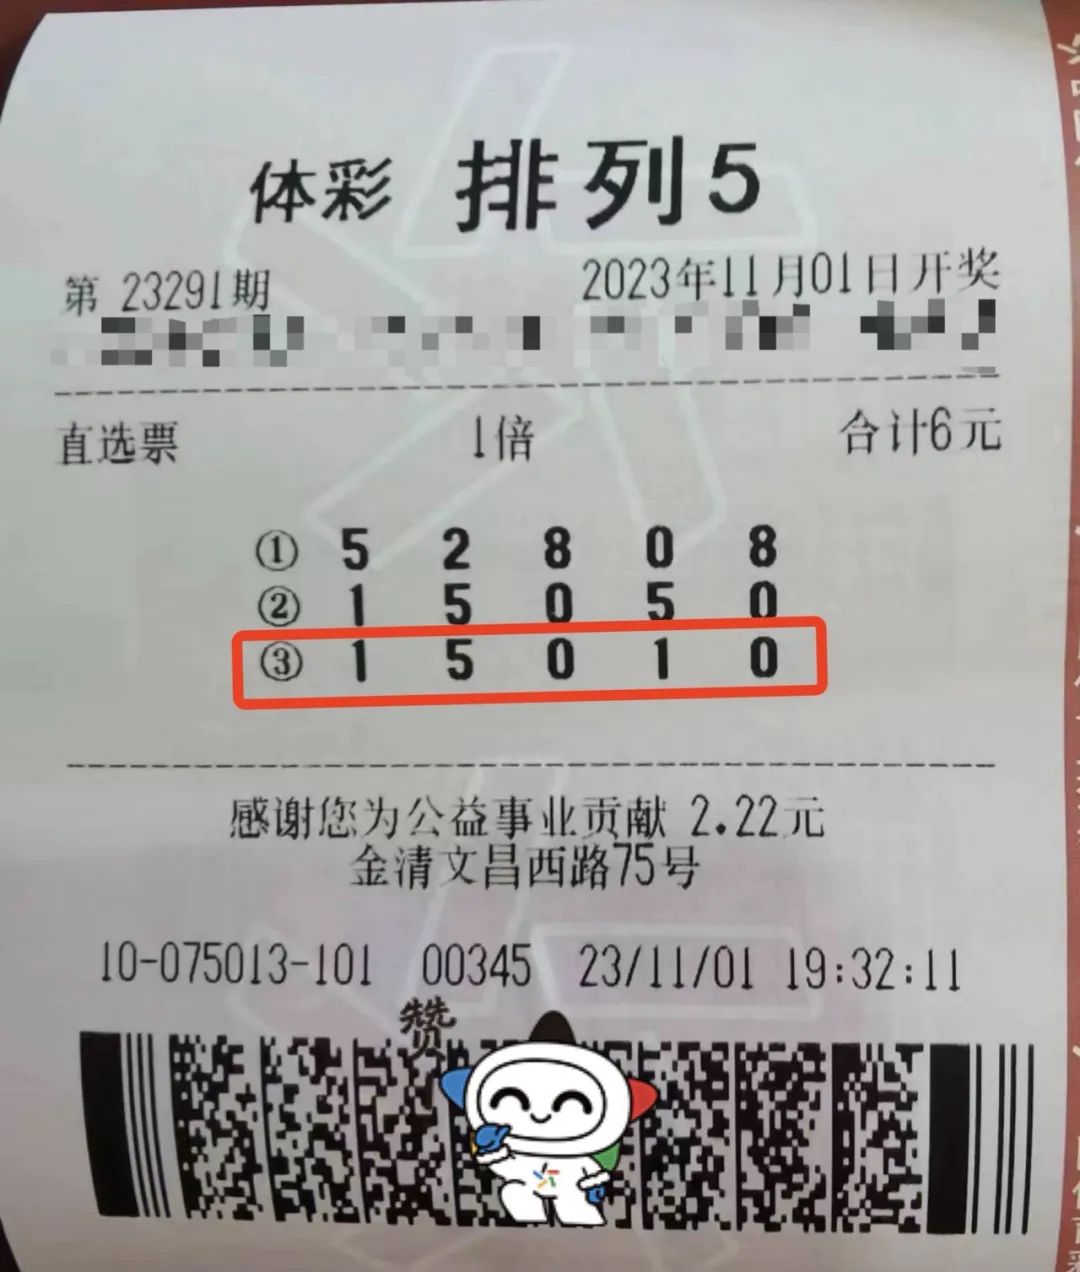 体彩 排列5
第 23291期 2023年11月01日开奖
直选票 1倍 合计6元
① 5 2 8 0 8
② 1 5 0 5 0
③ 1 5 0 1 0
感谢您为公益事业贡献 2.22元
金清文昌西路75号
10-075013-101 00345 23/11/01 19:32:11
赞